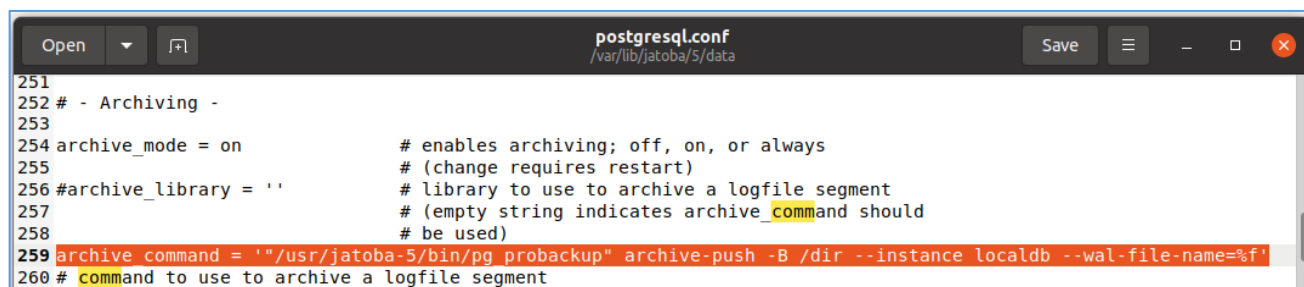 Open
postgresql.conf
/var/lib/jatoba/5/data
Save
251
252 # - Archiving -
253
254 archive_mode = on # enables archiving; off, on, or always
255 # (change requires restart)
256 #archive_library = '' # library to use to archive a logfile segment
257 # (empty string indicates archive_command should
258 # be used)
259 archive_command = '"/usr/jatoba-5/bin/pg_probackup" archive-push -B /dir --instance localdb --wal-file-name=%f'
260 # command to use to archive a logfile segment